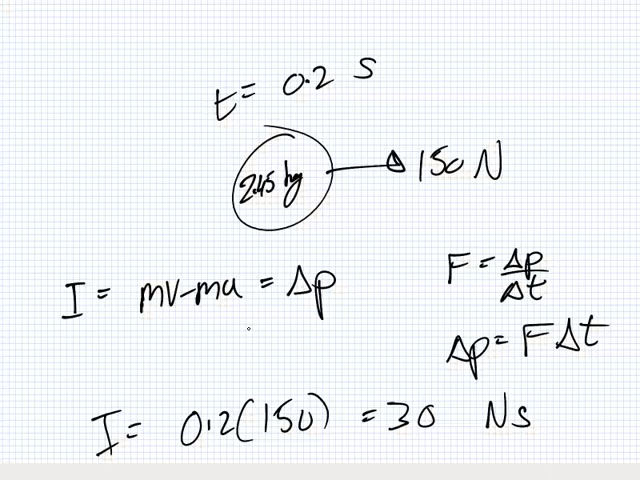 t = 0.2 s
2.45 kg
150 N
I = mv-mu = Δp
F = Δp/Δt
Δp = FΔt
I = 0.2(150) = 30 Ns